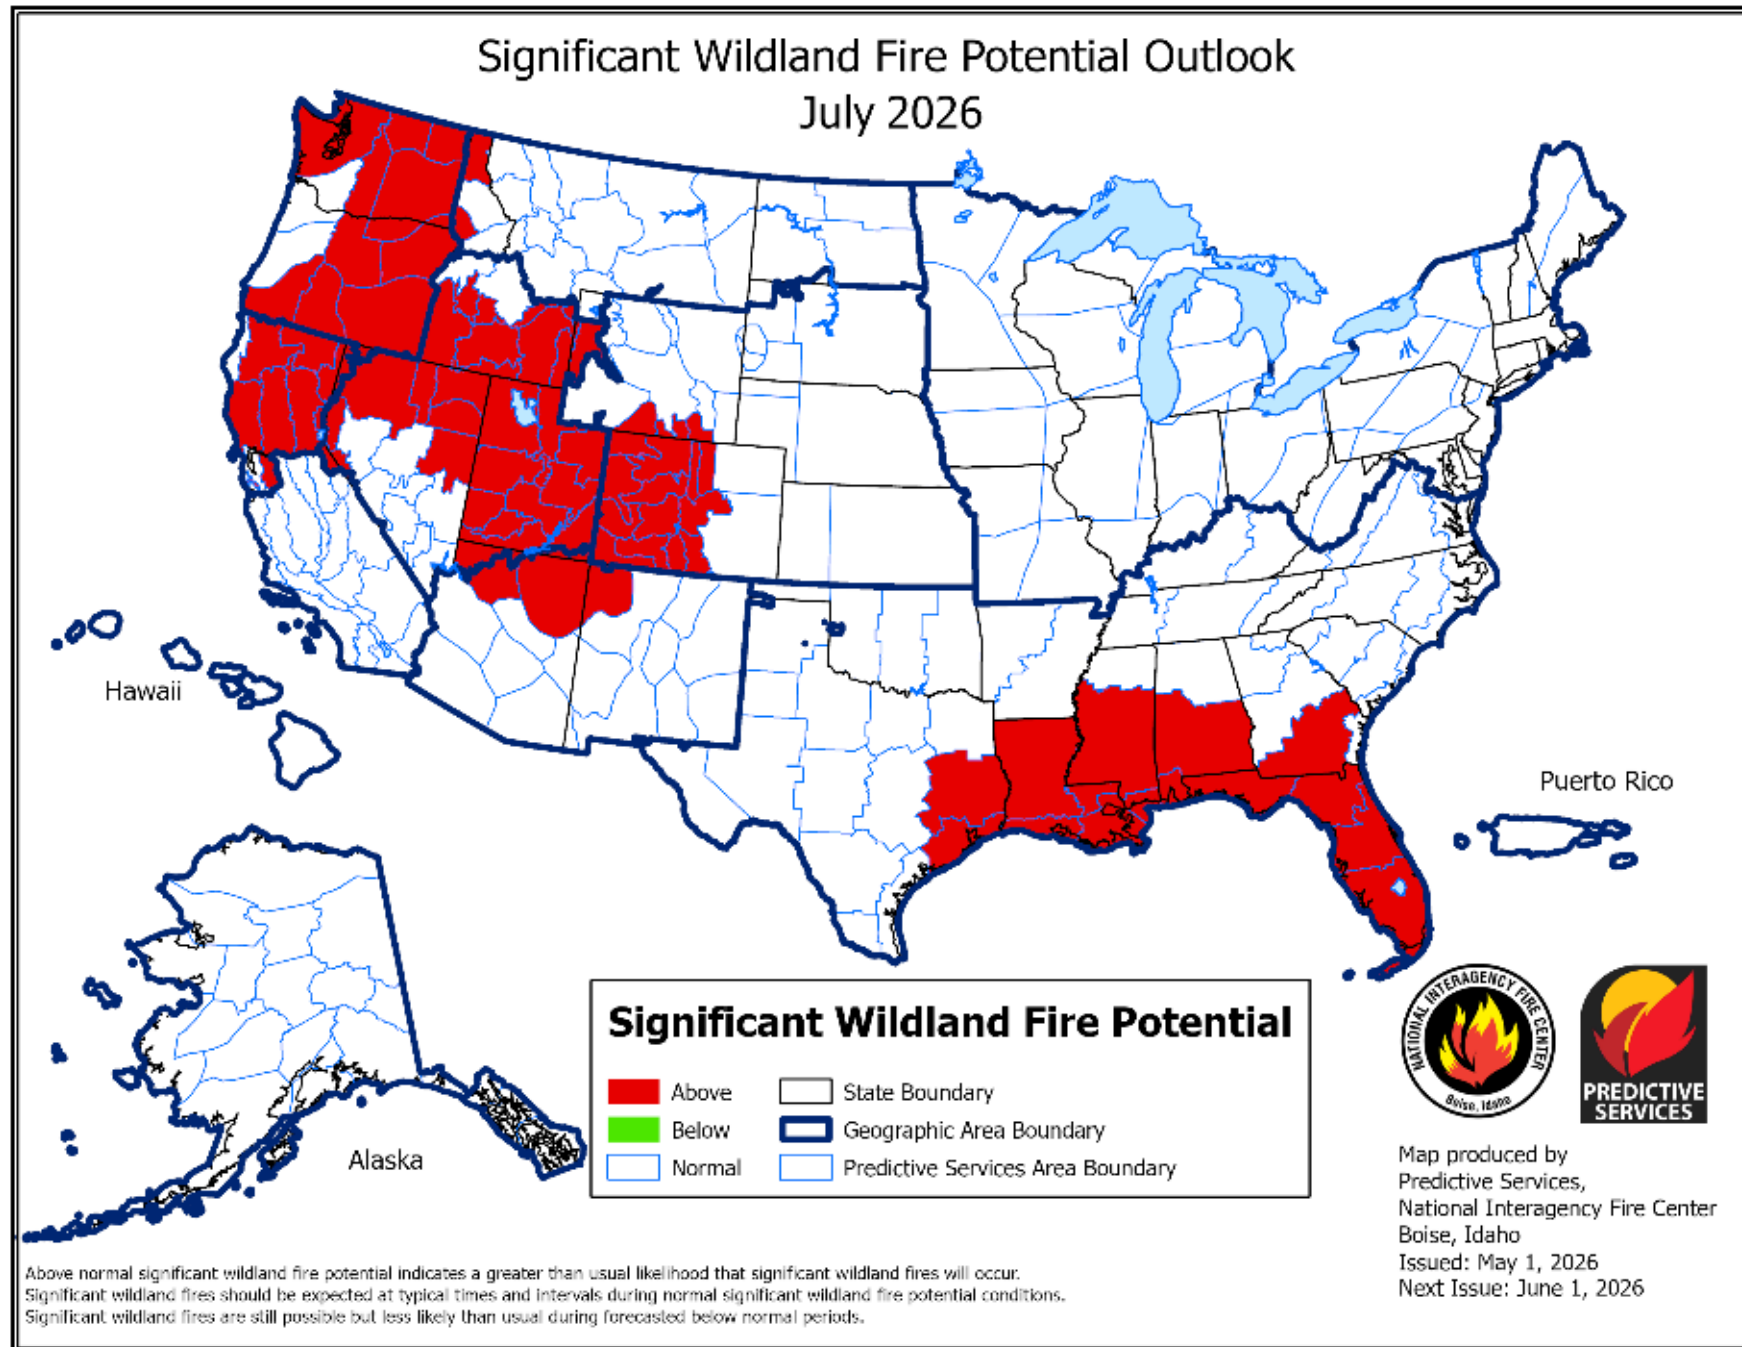 Significant Wildland Fire Potential Outlook
July 2026
Hawaii
Puerto Rico
Alaska
Significant Wildland Fire Potential
Above
State Boundary
Below
Geographic Area Boundary
Normal
Predictive Services Area Boundary
NATIONAL INTERAGENCY FIRE CENTER
Boise, Idaho
PREDICTIVE
SERVICES
Map produced by
Predictive Services,
National Interagency Fire Center
Boise, Idaho
Issued: May 1, 2026
Next Issue: June 1, 2026
Above normal significant wildland fire potential indicates a greater than usual likelihood that significant wildland fires will occur.
Significant wildland fires should be expected at typical times and intervals during normal significant wildland fire potential conditions.
Significant wildland fires are still possible but less likely than usual during forecasted below normal periods.